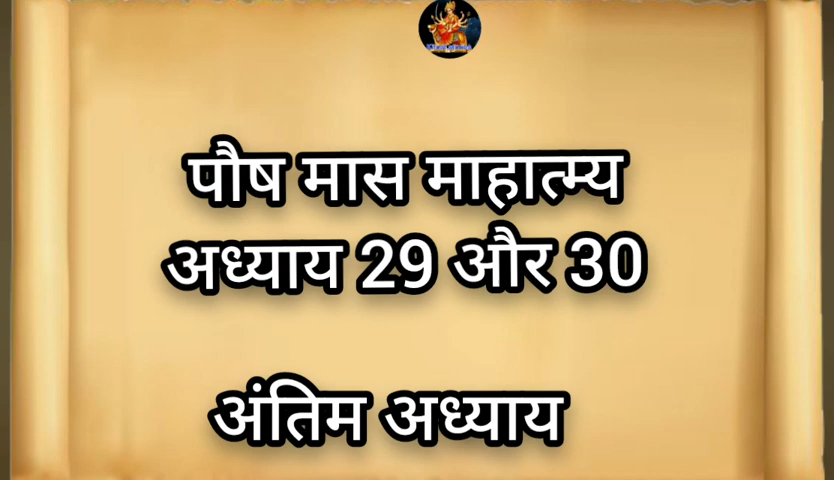 पौष मास माहात्म्य
अध्याय 29 और 30
अंतिम अध्याय